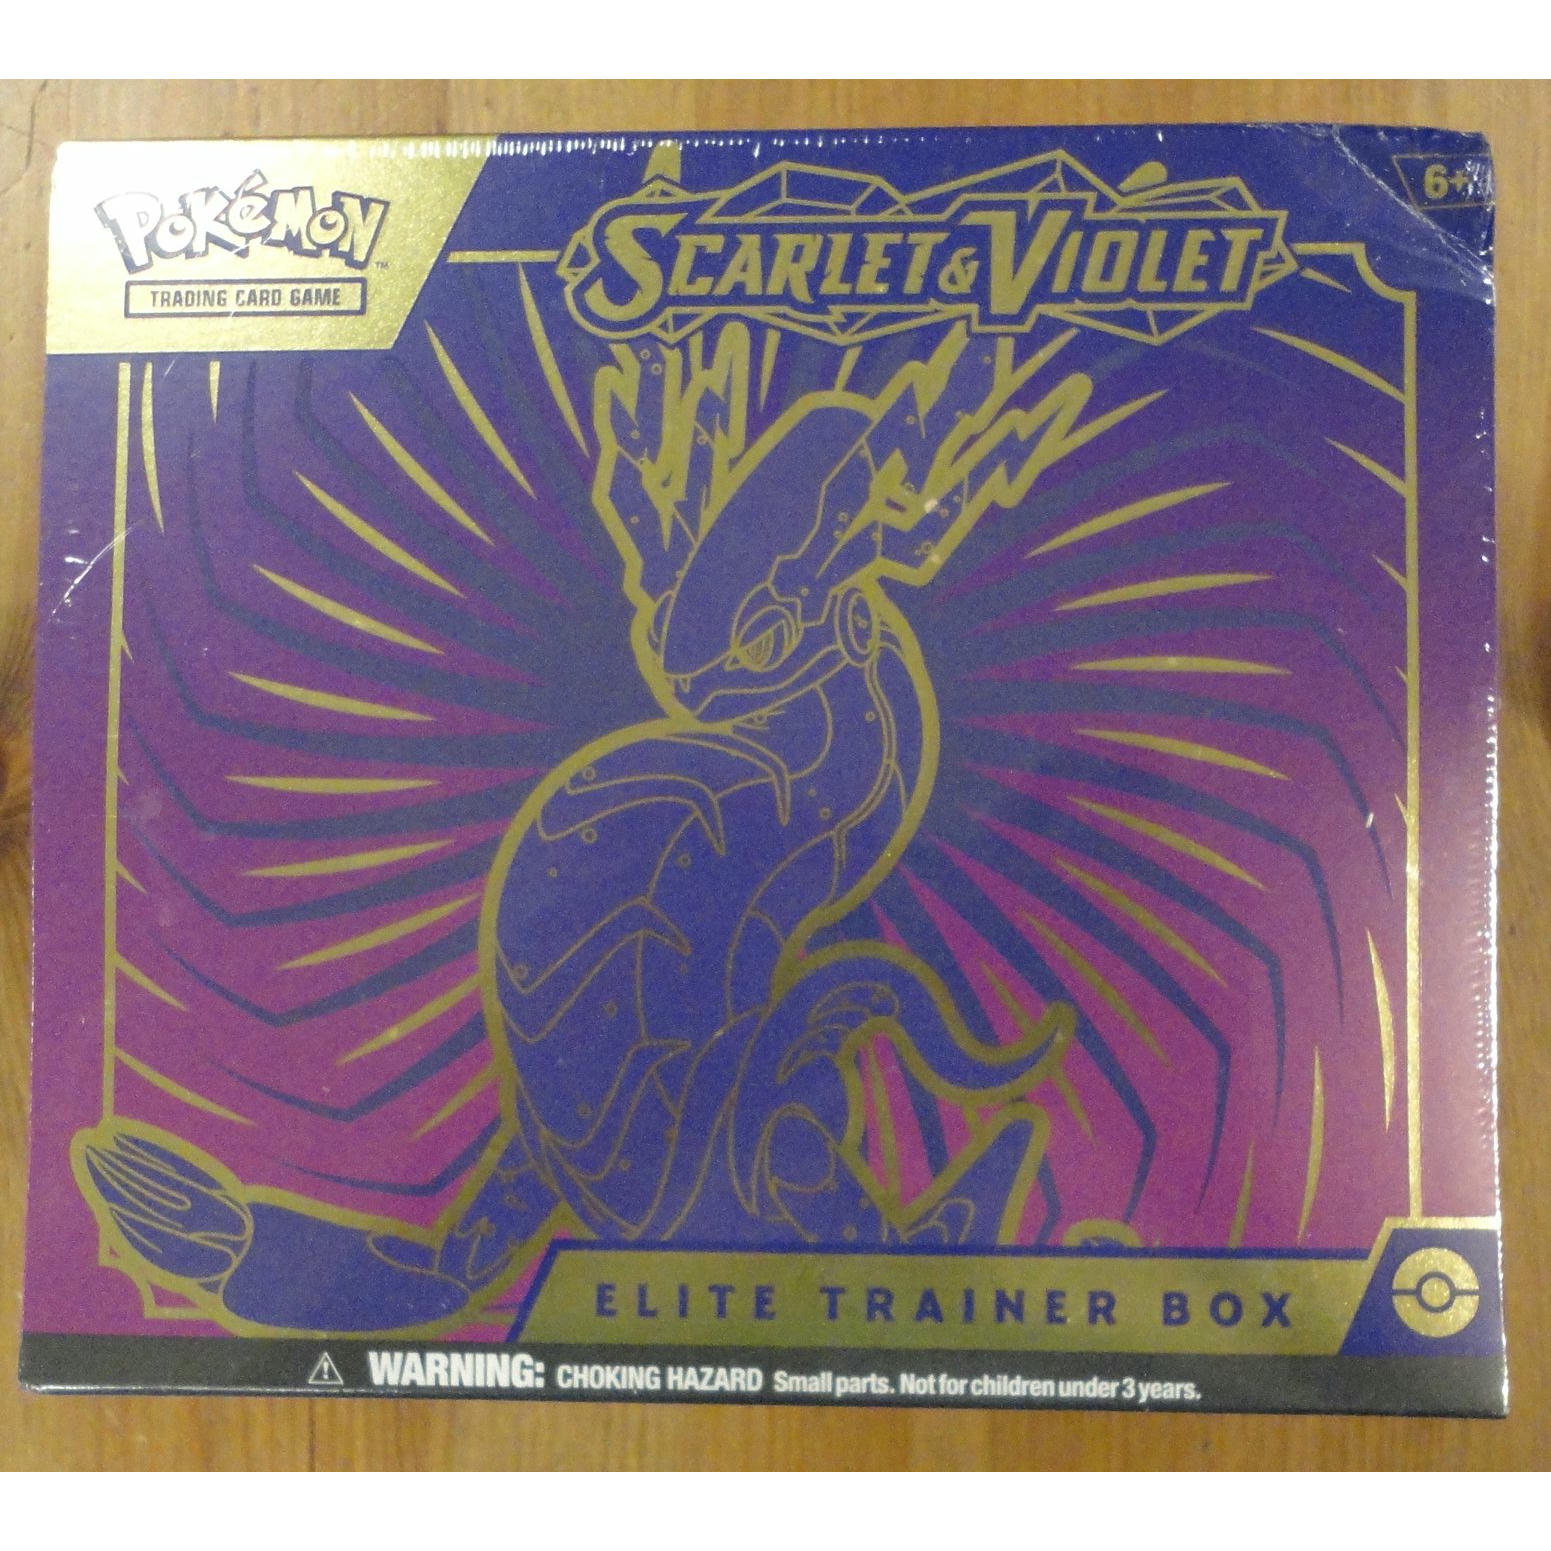 POKéMON
TM
TRADING CARD GAME
SCARLET & VIOLET
6+
ELITE TRAINER BOX
WARNING: CHOKING HAZARD Small parts. Not for children under 3 years.